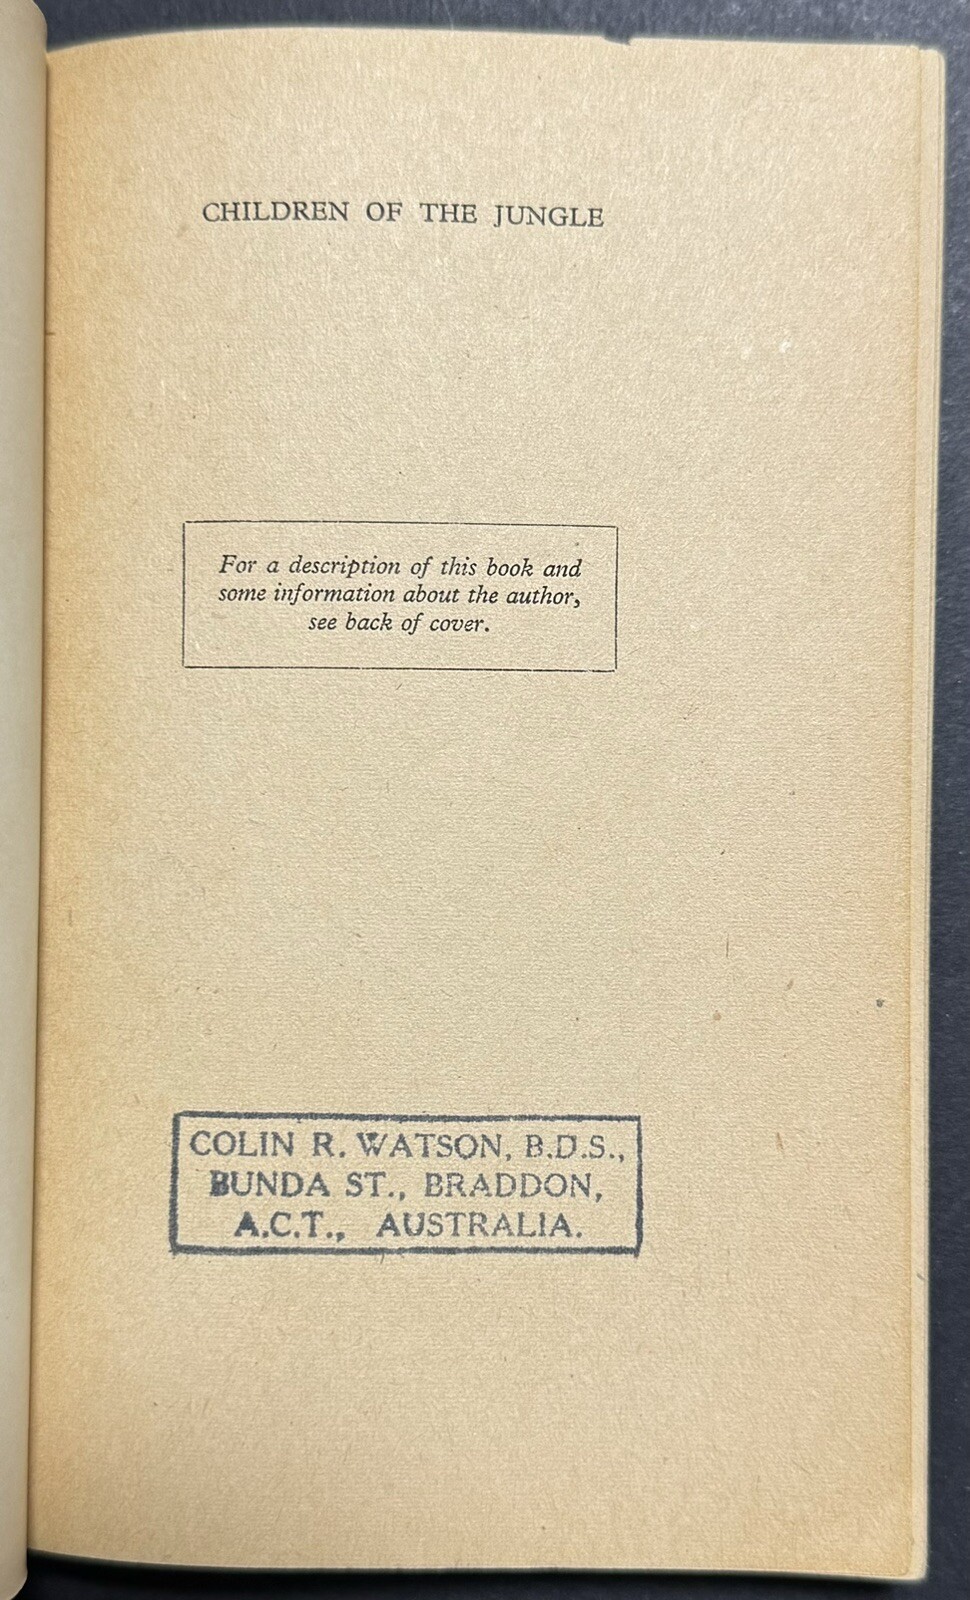 CHILDREN OF THE JUNGLE
For a description of this book and
some information about the author,
see back of cover.
COLIN R. WATSON, B.D.S.,
BUNDA ST., BRADDON,
A.C.T., AUSTRALIA.